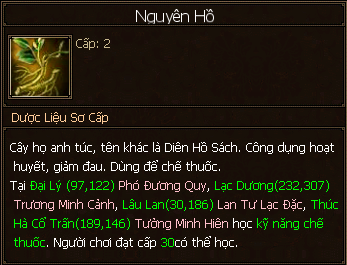 Nguyên Hồ
Cấp: 2
Dược Liệu Sơ Cấp
Cây họ anh túc, tên khác là Diên Hồ Sách. Công dụng hoạt
huyết, giảm đau. Dùng để chế thuốc.
Tại Đại Lý (97,122) Phó Đương Quy, Lạc Dương(232,307)
Trương Minh Cảnh, Lâu Lan(30,186) Lan Tư Lạc Đặc, Thúc
Hà Cổ Trấn(189,146) Tưởng Minh Hiên học kỹ năng chế
thuốc. Người chơi đạt cấp 30có thể học.